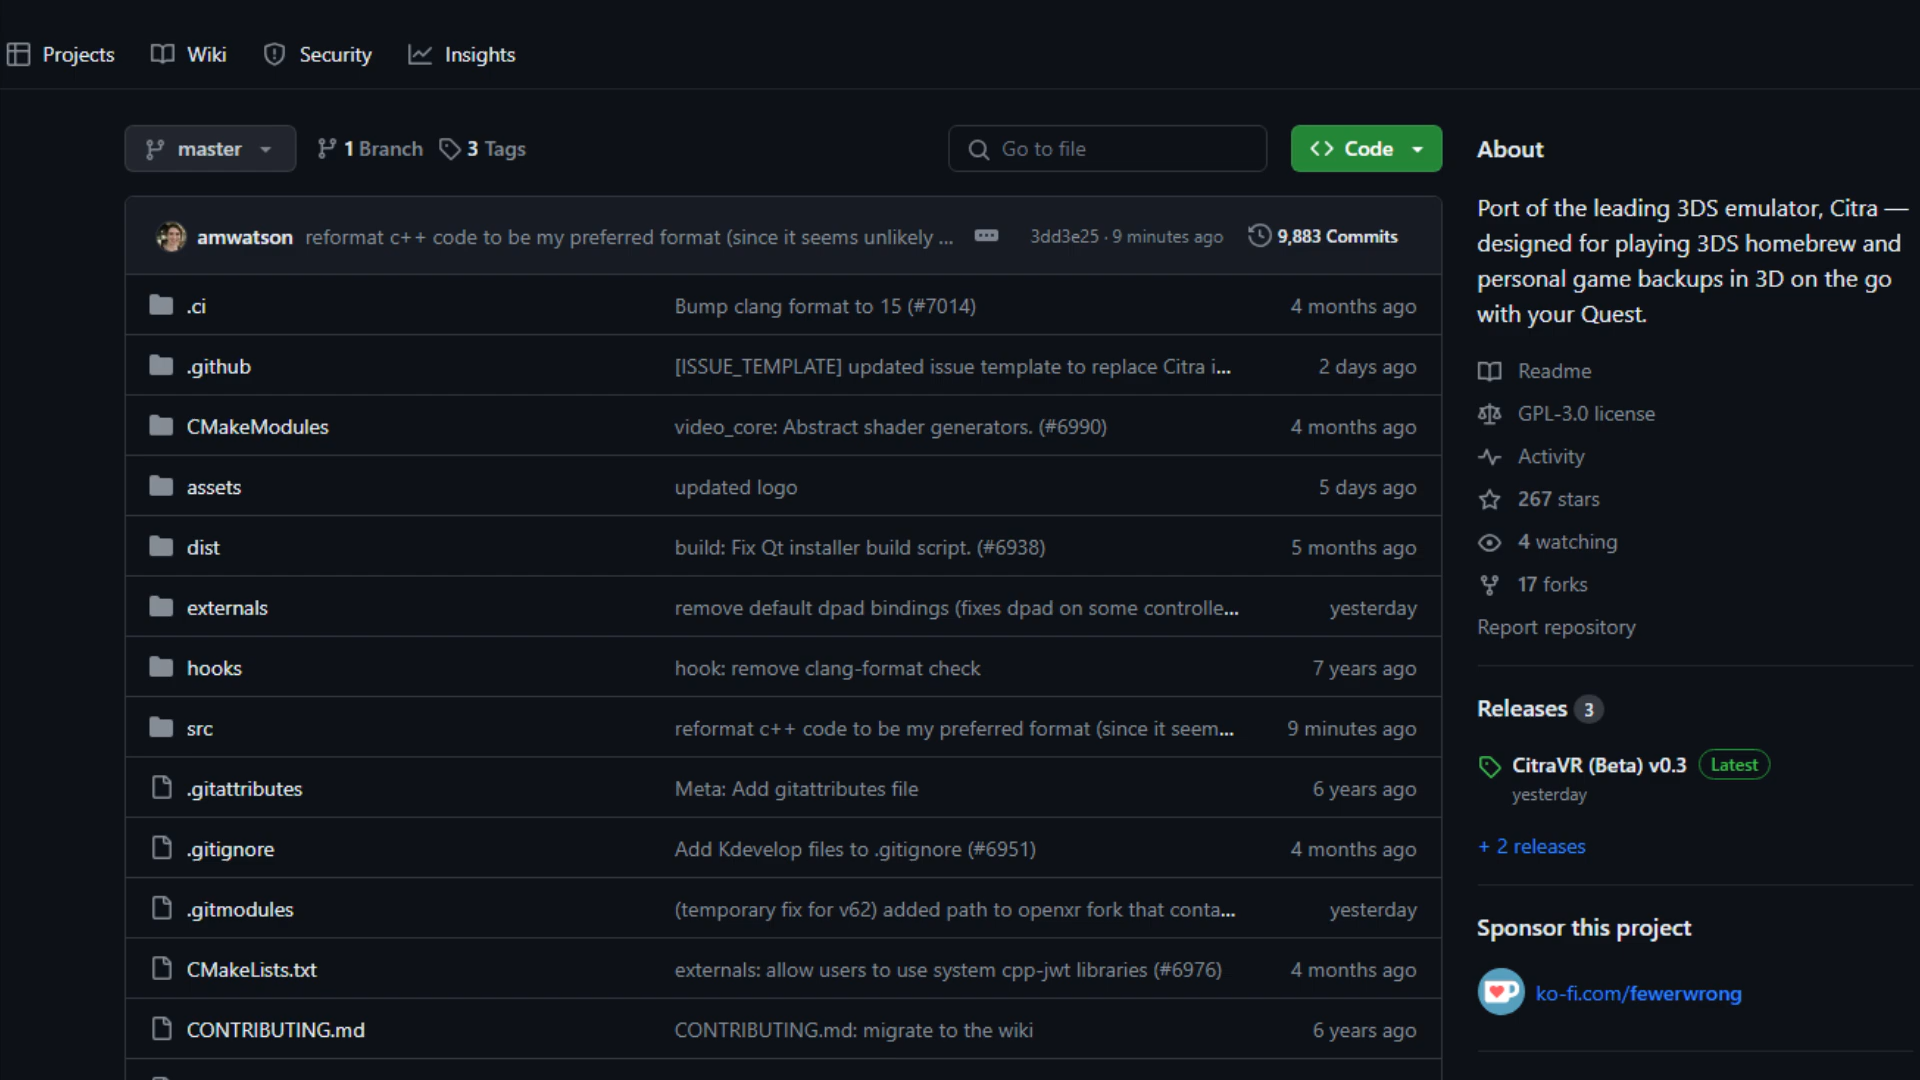 Projects Wiki Security Insights
master 1 Branch 3 Tags Go to file Code
amwatson reformat c++ code to be my preferred format (since it seems unlikely ... 3dd3e25 · 9 minutes ago 9,883 Commits
.ci Bump clang format to 15 (#7014) 4 months ago
.github [ISSUE_TEMPLATE] updated issue template to replace Citra i... 2 days ago
CMakeModules video_core: Abstract shader generators. (#6990) 4 months ago
assets updated logo 5 days ago
dist build: Fix Qt installer build script. (#6938) 5 months ago
externals remove default dpad bindings (fixes dpad on some controlle... yesterday
hooks hook: remove clang-format check 7 years ago
src reformat c++ code to be my preferred format (since it seem... 9 minutes ago
.gitattributes Meta: Add gitattributes file 6 years ago
.gitignore Add Kdevelop files to .gitignore (#6951) 4 months ago
.gitmodules (temporary fix for v62) added path to openxr fork that conta... yesterday
CMakeLists.txt externals: allow users to use system cpp-jwt libraries (#6976) 4 months ago
CONTRIBUTING.md CONTRIBUTING.md: migrate to the wiki 6 years ago
About
Port of the leading 3DS emulator, Citra —
designed for playing 3DS homebrew and
personal game backups in 3D on the go
with your Quest.
Readme
GPL-3.0 license
Activity
267 stars
4 watching
17 forks
Report repository
Releases 3
CitraVR (Beta) v0.3 Latest
yesterday
+ 2 releases
Sponsor this project
ko-fi.com/fewerwrong